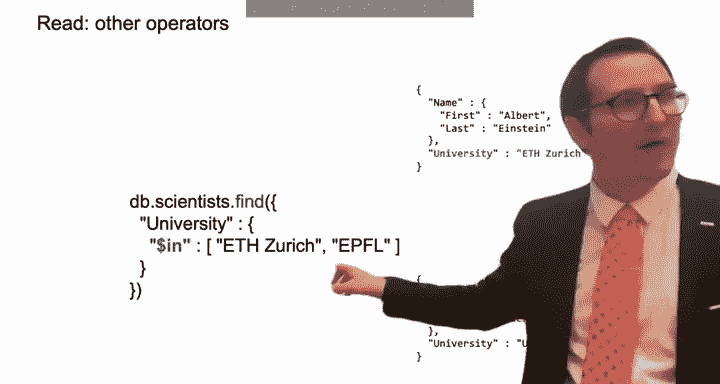 Read: other operators
{
"Name" : {
"First" : "Albert",
"Last" : "Einstein"
},
"University" : "ETH Zurich"
}
db.scientists.find({
"University" : {
"$in" : [ "ETH Zurich", "EPFL" ]
}
})
{
},
"University" :
}